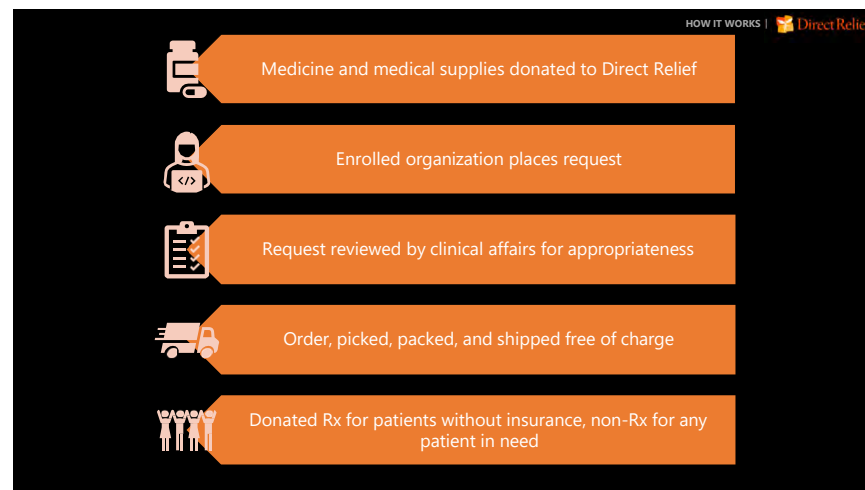 HOW IT WORKS | Direct Relie
Medicine and medical supplies donated to Direct Relief
Enrolled organization places request
</>
Request reviewed by clinical affairs for appropriateness
Order, picked, packed, and shipped free of charge
Donated Rx for patients without insurance, non-Rx for any
patient in need